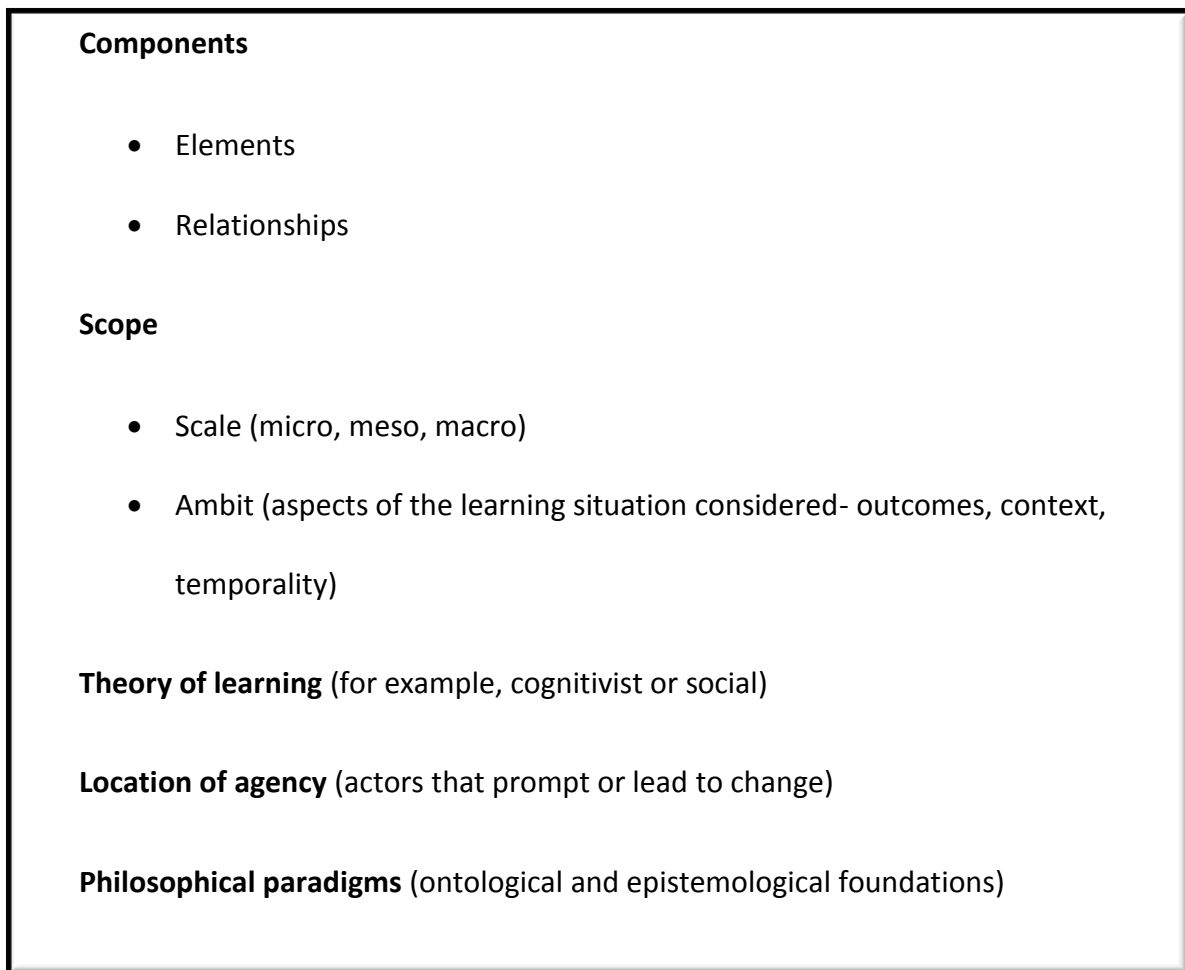 Components
• Elements
• Relationships
Scope
• Scale (micro, meso, macro)
• Ambit (aspects of the learning situation considered- outcomes, context,
temporality)
Theory of learning (for example, cognitivist or social)
Location of agency (actors that prompt or lead to change)
Philosophical paradigms (ontological and epistemological foundations)